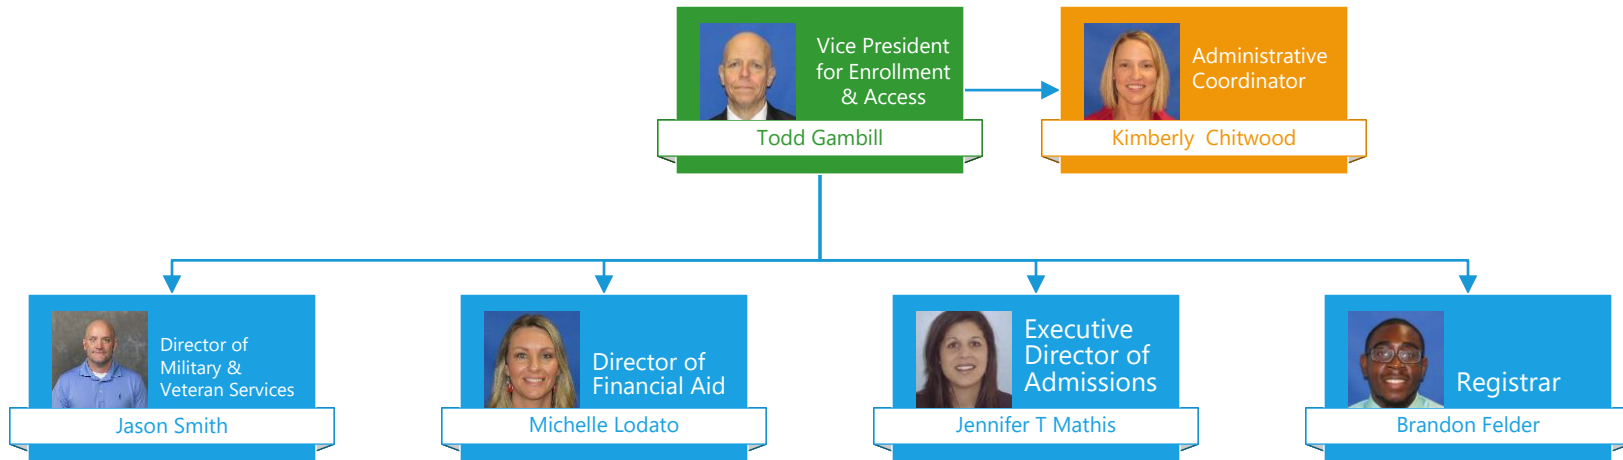 Vice President
for Enrollment
& Access
Todd Gambill
Administrative
Coordinator
Kimberly  Chitwood
Director of
Military &
Veteran Services
Jason Smith
Director of
Financial Aid
Michelle Lodato
Executive
Director of
Admissions
Jennifer T Mathis
Registrar
Brandon Felder